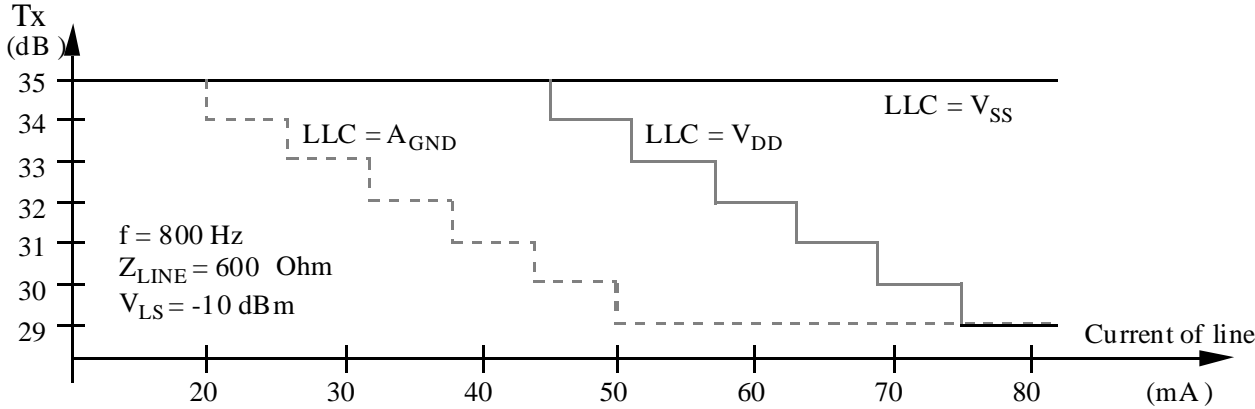 Tx
(dB)
35
34
33
32
31
30
29
LLC = V_SS
LLC = A_GND
LLC = V_DD
f = 800 Hz
Z_LINE = 600 Ohm
V_LS = -10 dBm
Current of line
20 30 40 50 60 70 80 (mA)